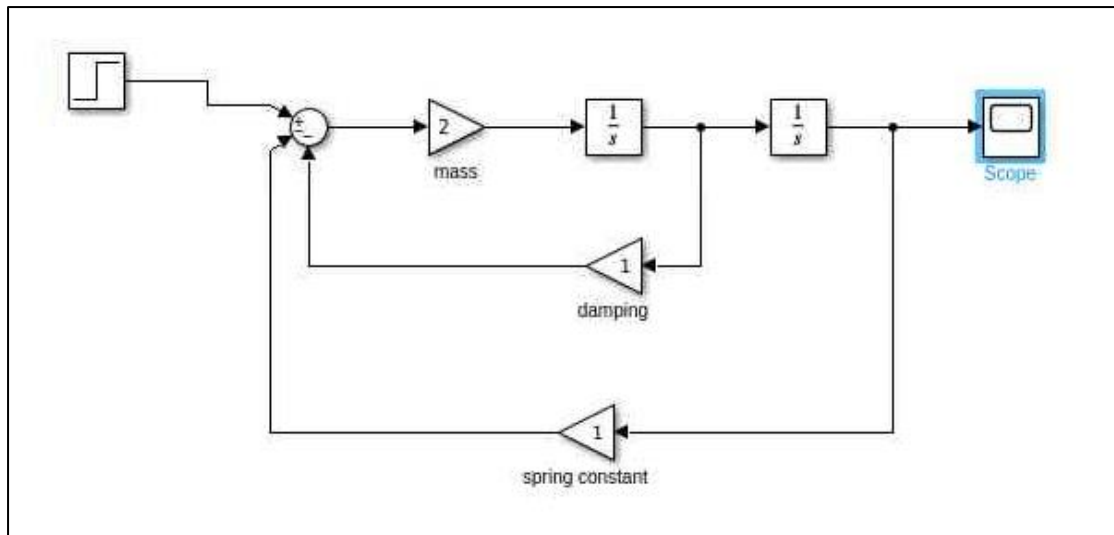 +
−
−
2
1
s
1
s
mass
Scope
1
damping
1
spring constant